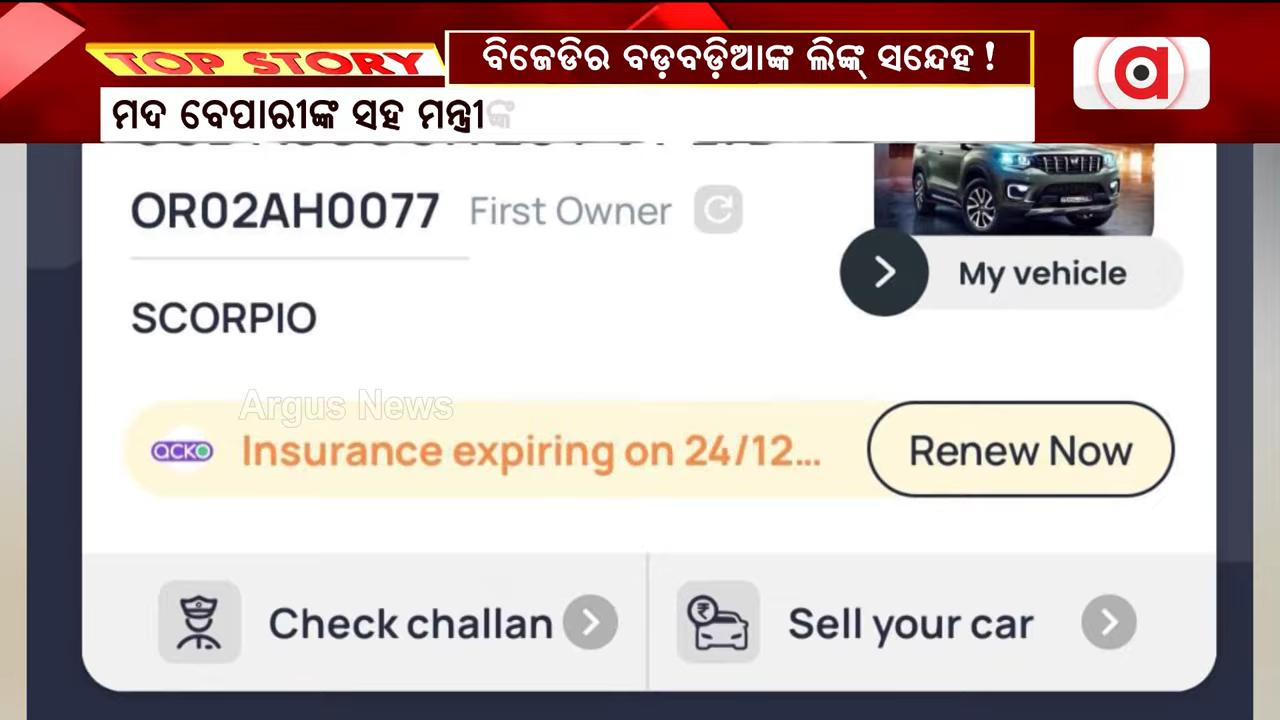 TOP STORY
ବିଜେଡିର ବଡ଼ବଡ଼ିଆଙ୍କ ଲିଙ୍କ୍ ସନ୍ଦେହ !
a
ମଦ ବେପାରୀଙ୍କ ସହ ମନ୍ତ୍ରୀଙ୍କ
OR02AH0077 First Owner
My vehicle
SCORPIO
Argus News
ACKO Insurance expiring on 24/12... Renew Now
Check challan
Sell your car